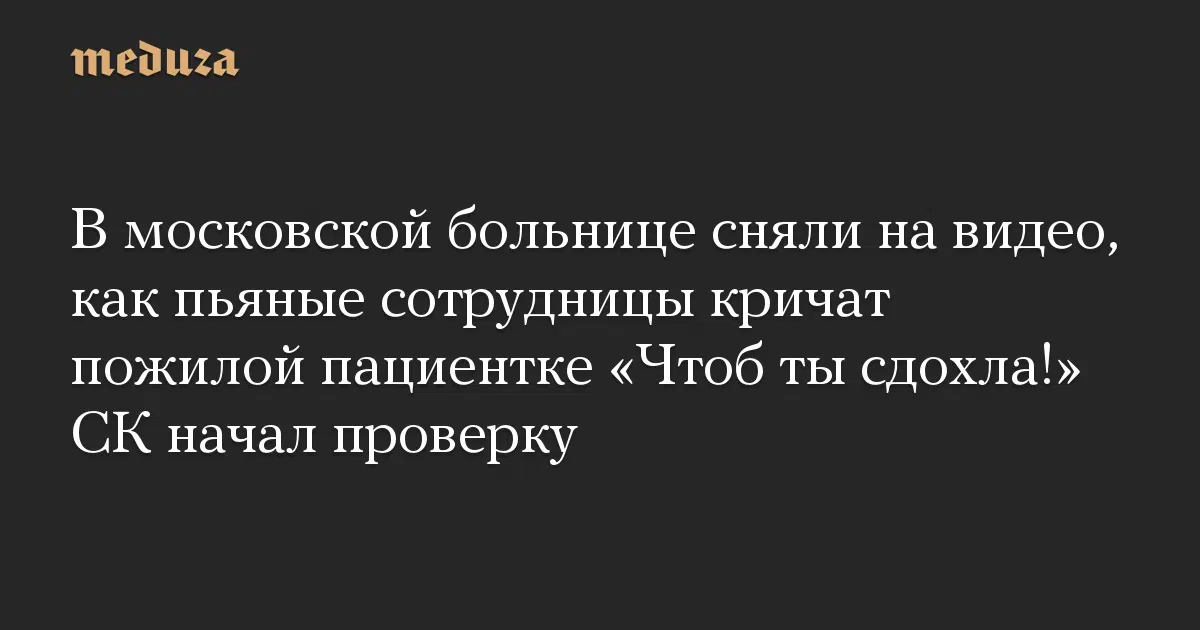 meduza
В московской больнице сняли на видео,
как пьяные сотрудницы кричат
пожилой пациентке «Чтоб ты сдохла!»
СК начал проверку